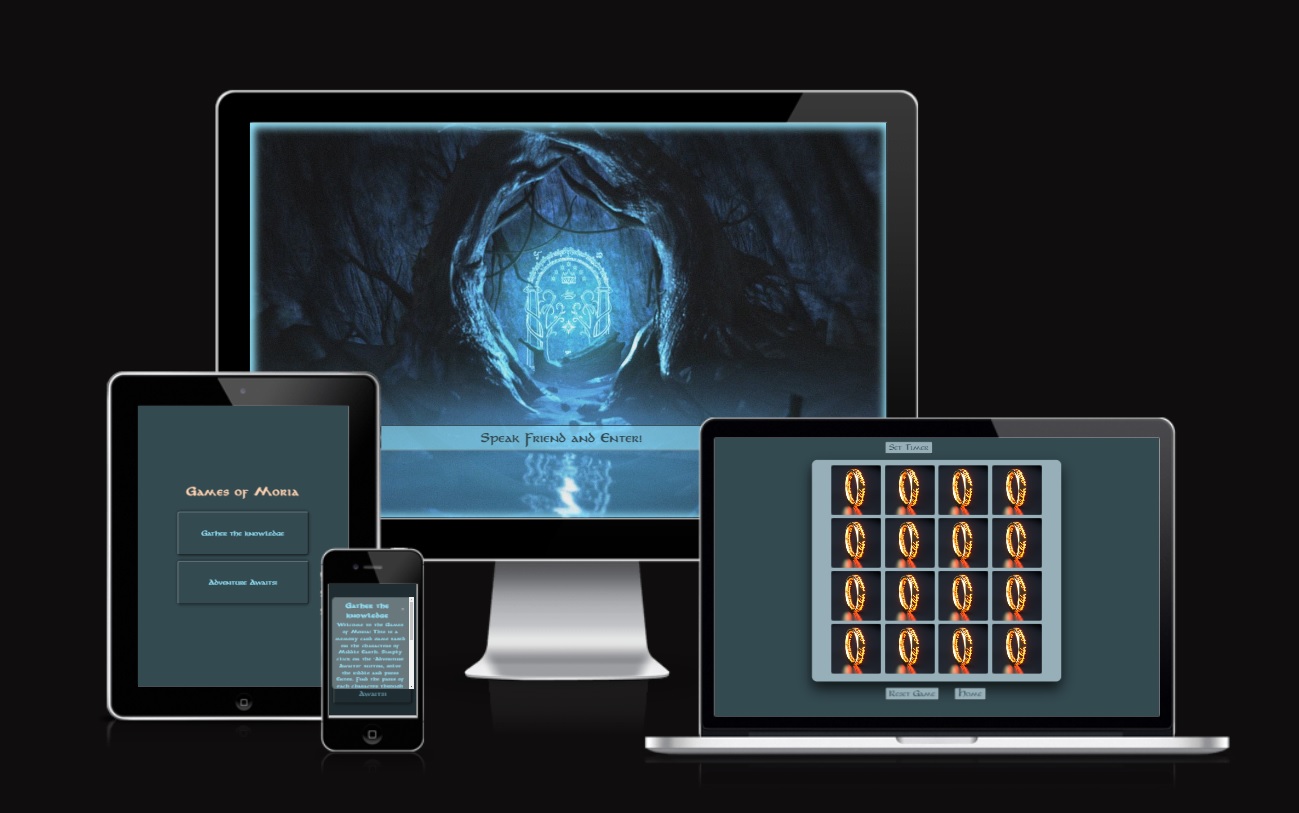 Speak Friend and Enter!
Games of Moria
Gather the knowledge
Adventure Awaits!
Gather the
knowledge
Welcome to the Games
of Moria! This is a
memory card game based
on the characters of
Middle Earth. Simply
click on the Adventure
Awaits! button, solve
the riddle and press
Enter. Find the pairs of
each character through
Awaits!
Set Timer
Reset Game
Home